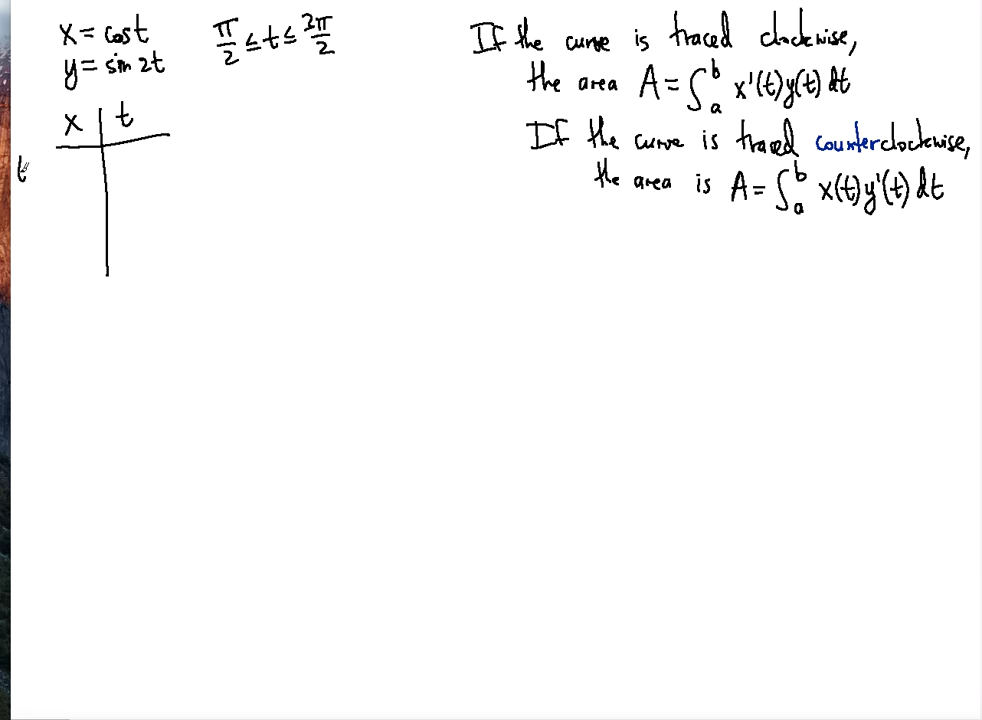 x = cost   π/2 ≤ t ≤ 3π/2
y = sin 2t
x | t
t
If the curve is traced clockwise,
the area A = ∫_a^b x'(t)y(t) dt
If the curve is traced counterclockwise,
the area is A = ∫_a^b x(t)y'(t) dt